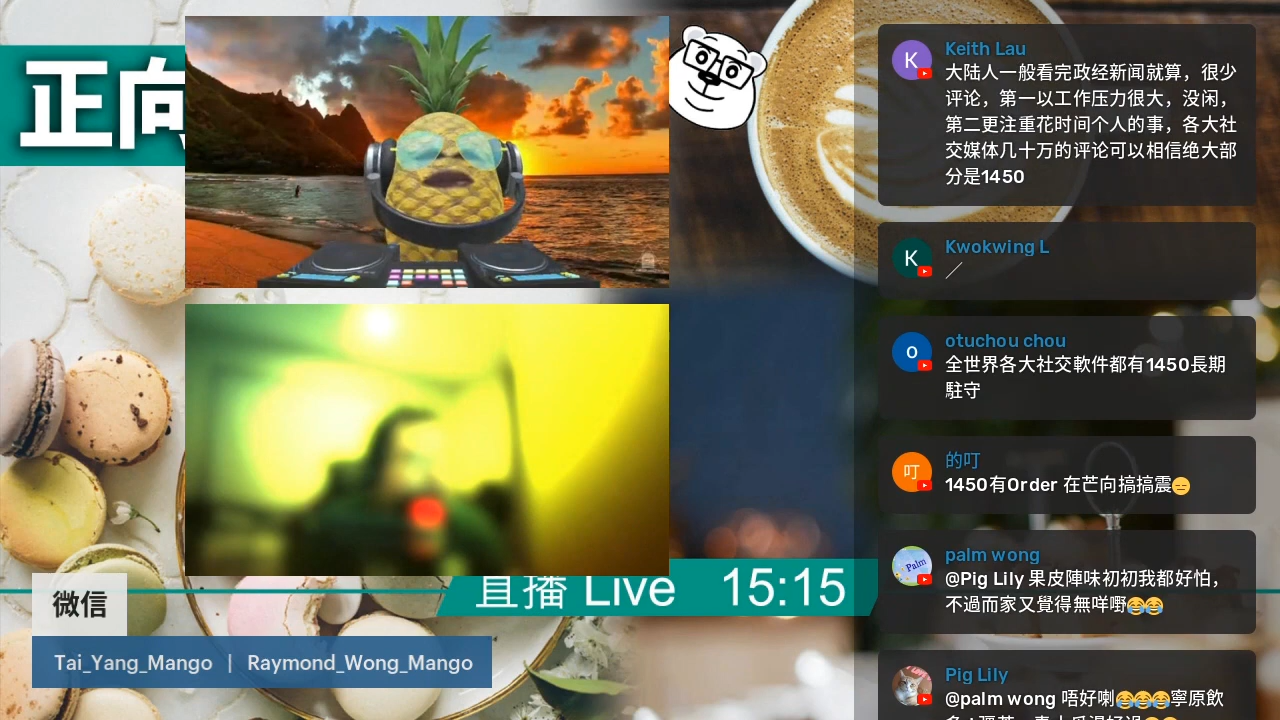 正向
Keith Lau
大陆人一般看完政经新闻就算，很少
评论，第一以工作压力很大，没闲，
第二更注重花时间个人的事，各大社
交媒体几十万的评论可以相信绝大部
分是1450
Kwokwing L
／
otuchou chou
全世界各大社交軟件都有1450長期
駐守
的叮
1450有Order 在芒向搞搞震😑
palm wong
@Pig Lily 果皮陣味初初我都好怕，
不過而家又覺得無咩嘢😂😂
Pig Lily
@palm wong 唔好喇😂😂😂寧原飲
直播 Live 15:15
微信
Tai_Yang_Mango | Raymond_Wong_Mango